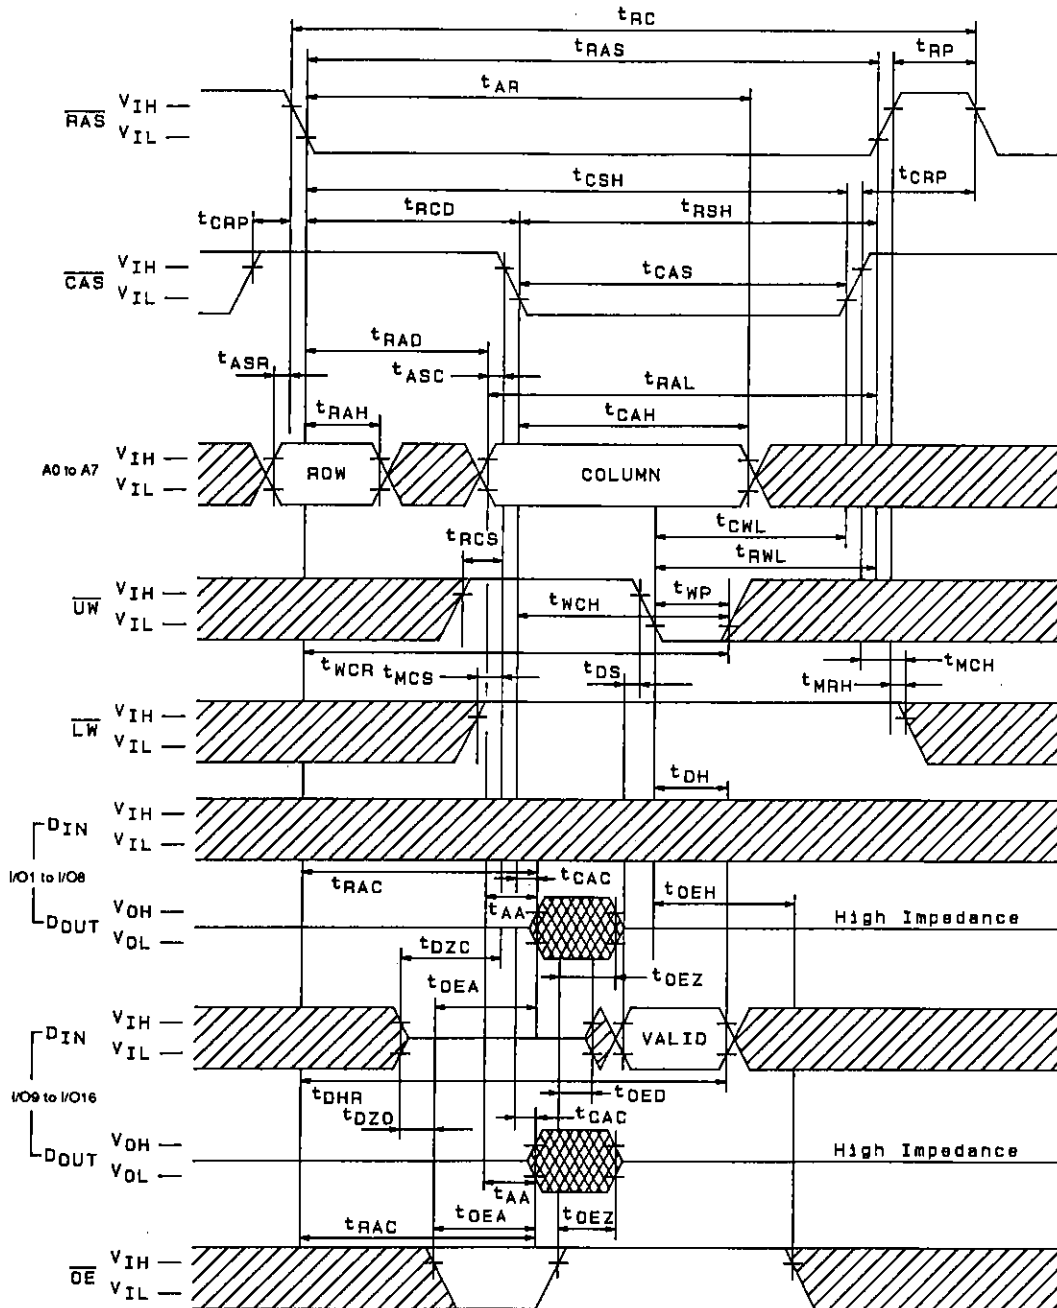 tRC
tRAS
tRP
tAR
RAS
VIH
VIL
tCSH
tCRP
tCRP
tRCD
tRSH
CAS
VIH
VIL
tCAS
tRAD
tASR
tASC
tRAL
tRAH
tCAH
A0 to A7
VIH
VIL
ROW
COLUMN
tCWL
tRCS
tRWL
UW
VIH
VIL
tWP
tWCH
tWCR
tMCS
tDS
tMCH
tMRH
LW
VIH
VIL
tDH
DIN
VIH
VIL
I/O1 to I/O8
tRAC
tCAC
tOEH
DOUT
VOH
VOL
tAA
High Impedance
tDZC
tOEZ
tOEA
DIN
VIH
VIL
VALID
I/O9 to I/O16
tDHR
tOED
tDZO
tCAC
DOUT
VOH
VOL
High Impedance
tAA
tOEA
tOEZ
tRAC
OE
VIH
VIL